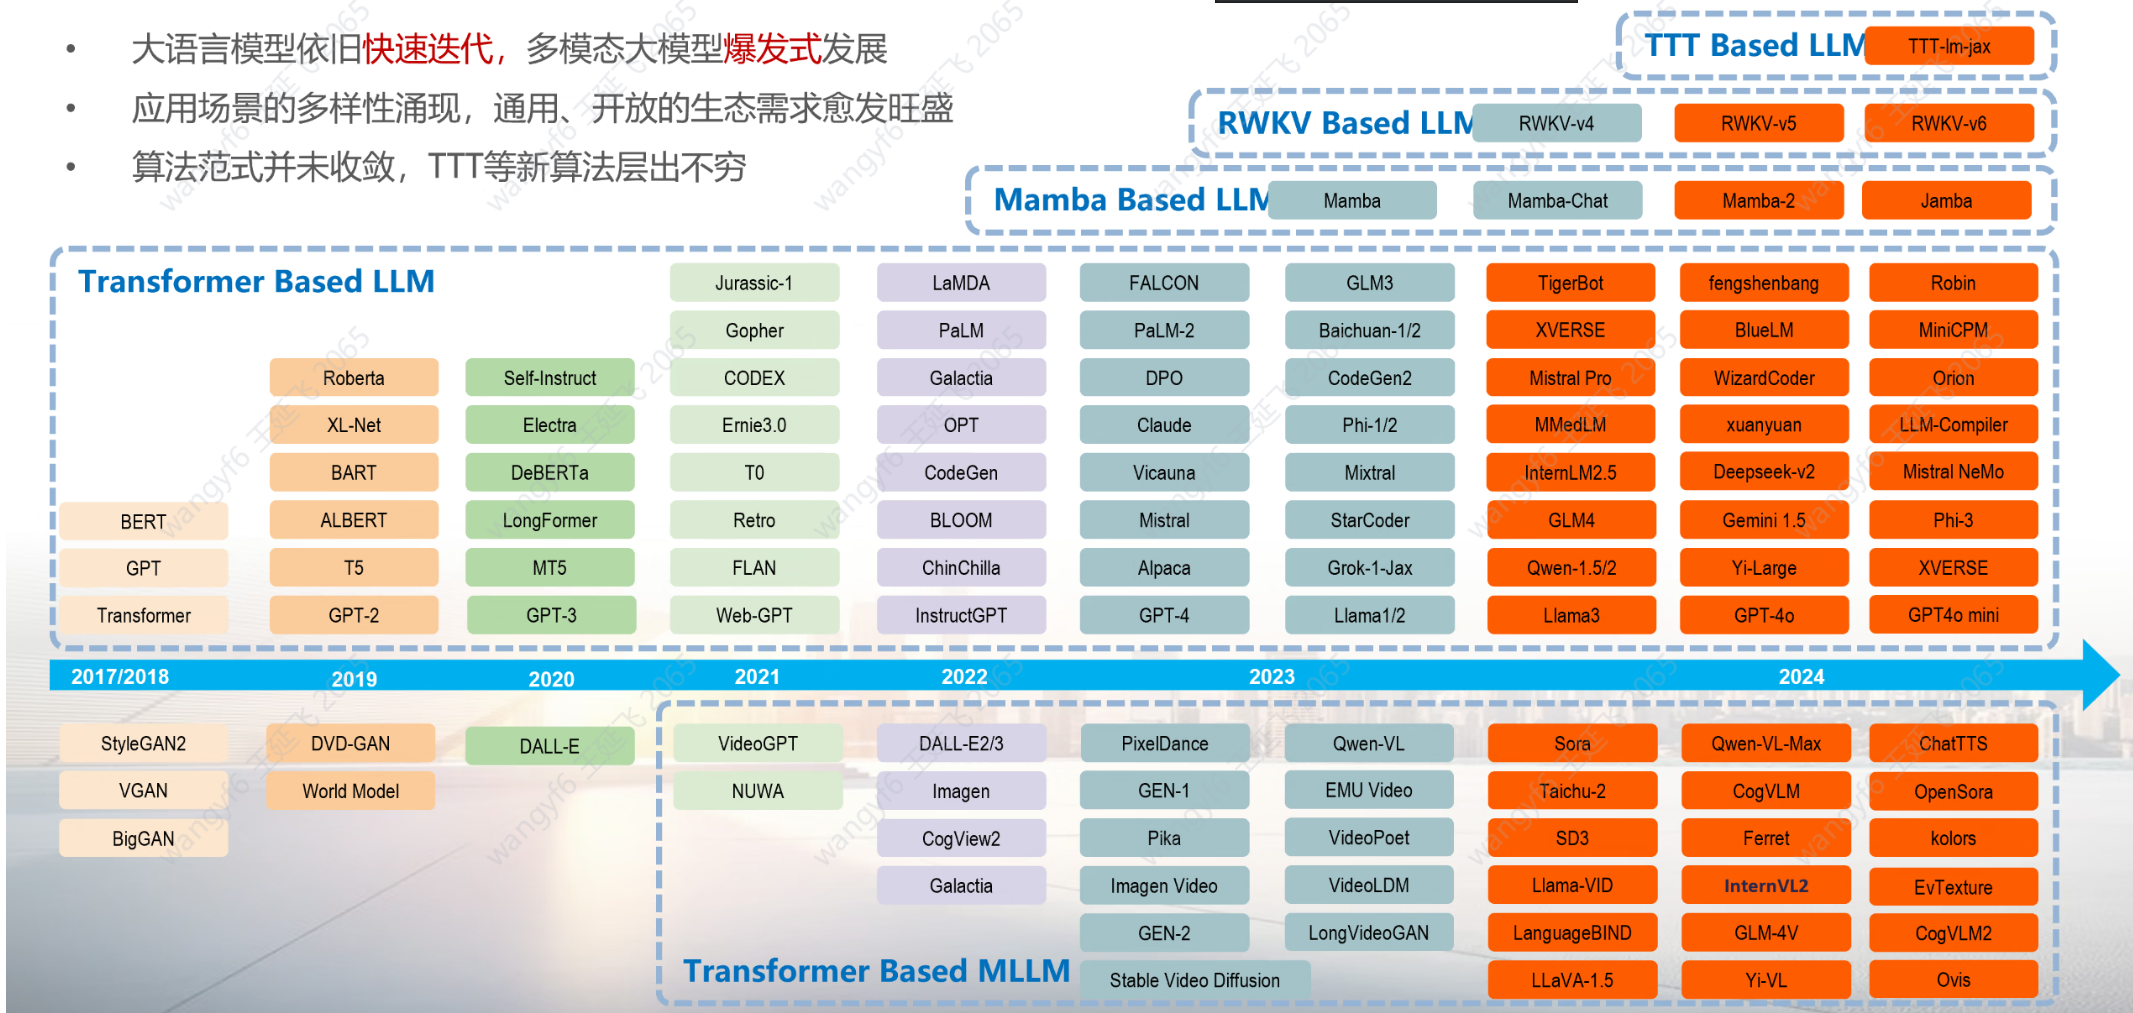 • 大语言模型依旧快速迭代，多模态大模型爆发式发展
• 应用场景的多样性涌现，通用、开放的生态需求愈发旺盛
• 算法范式并未收敛，TTT等新算法层出不穷
TTT Based LLM TTT-lm-jax
RWKV Based LLM RWKV-v4 RWKV-v5 RWKV-v6
Mamba Based LLM Mamba Mamba-Chat Mamba-2 Jamba
Transformer Based LLM Jurassic-1 LaMDA FALCON GLM3 TigerBot fengshenbang Robin
Gopher PaLM PaLM-2 Baichuan-1/2 XVERSE BlueLM MiniCPM
Roberta Self-Instruct CODEX Galactia DPO CodeGen2 Mistral Pro WizardCoder Orion
XL-Net Electra Ernie3.0 OPT Claude Phi-1/2 MMedLM xuanyuan LLM-Compiler
BART DeBERTa T0 CodeGen Vicauna Mixtral InternLM2.5 Deepseek-v2 Mistral NeMo
BERT ALBERT LongFormer Retro BLOOM Mistral StarCoder GLM4 Gemini 1.5 Phi-3
GPT T5 MT5 FLAN ChinChilla Alpaca Grok-1-Jax Qwen-1.5/2 Yi-Large XVERSE
Transformer GPT-2 GPT-3 Web-GPT InstructGPT GPT-4 Llama1/2 Llama3 GPT-4o GPT4o mini
2017/2018 2019 2020 2021 2022 2023 2024
StyleGAN2 DVD-GAN DALL-E VideoGPT DALL-E2/3 PixelDance Qwen-VL Sora Qwen-VL-Max ChatTTS
VGAN World Model NUWA Imagen GEN-1 EMU Video Taichu-2 CogVLM OpenSora
BigGAN CogView2 Pika VideoPoet SD3 Ferret kolors
Galactia Imagen Video VideoLDM Llama-VID InternVL2 EvTexture
GEN-2 LongVideoGAN LanguageBIND GLM-4V CogVLM2
Transformer Based MLLM Stable Video Diffusion LLaVA-1.5 Yi-VL Ovis
wangyf6 王延飞 2065